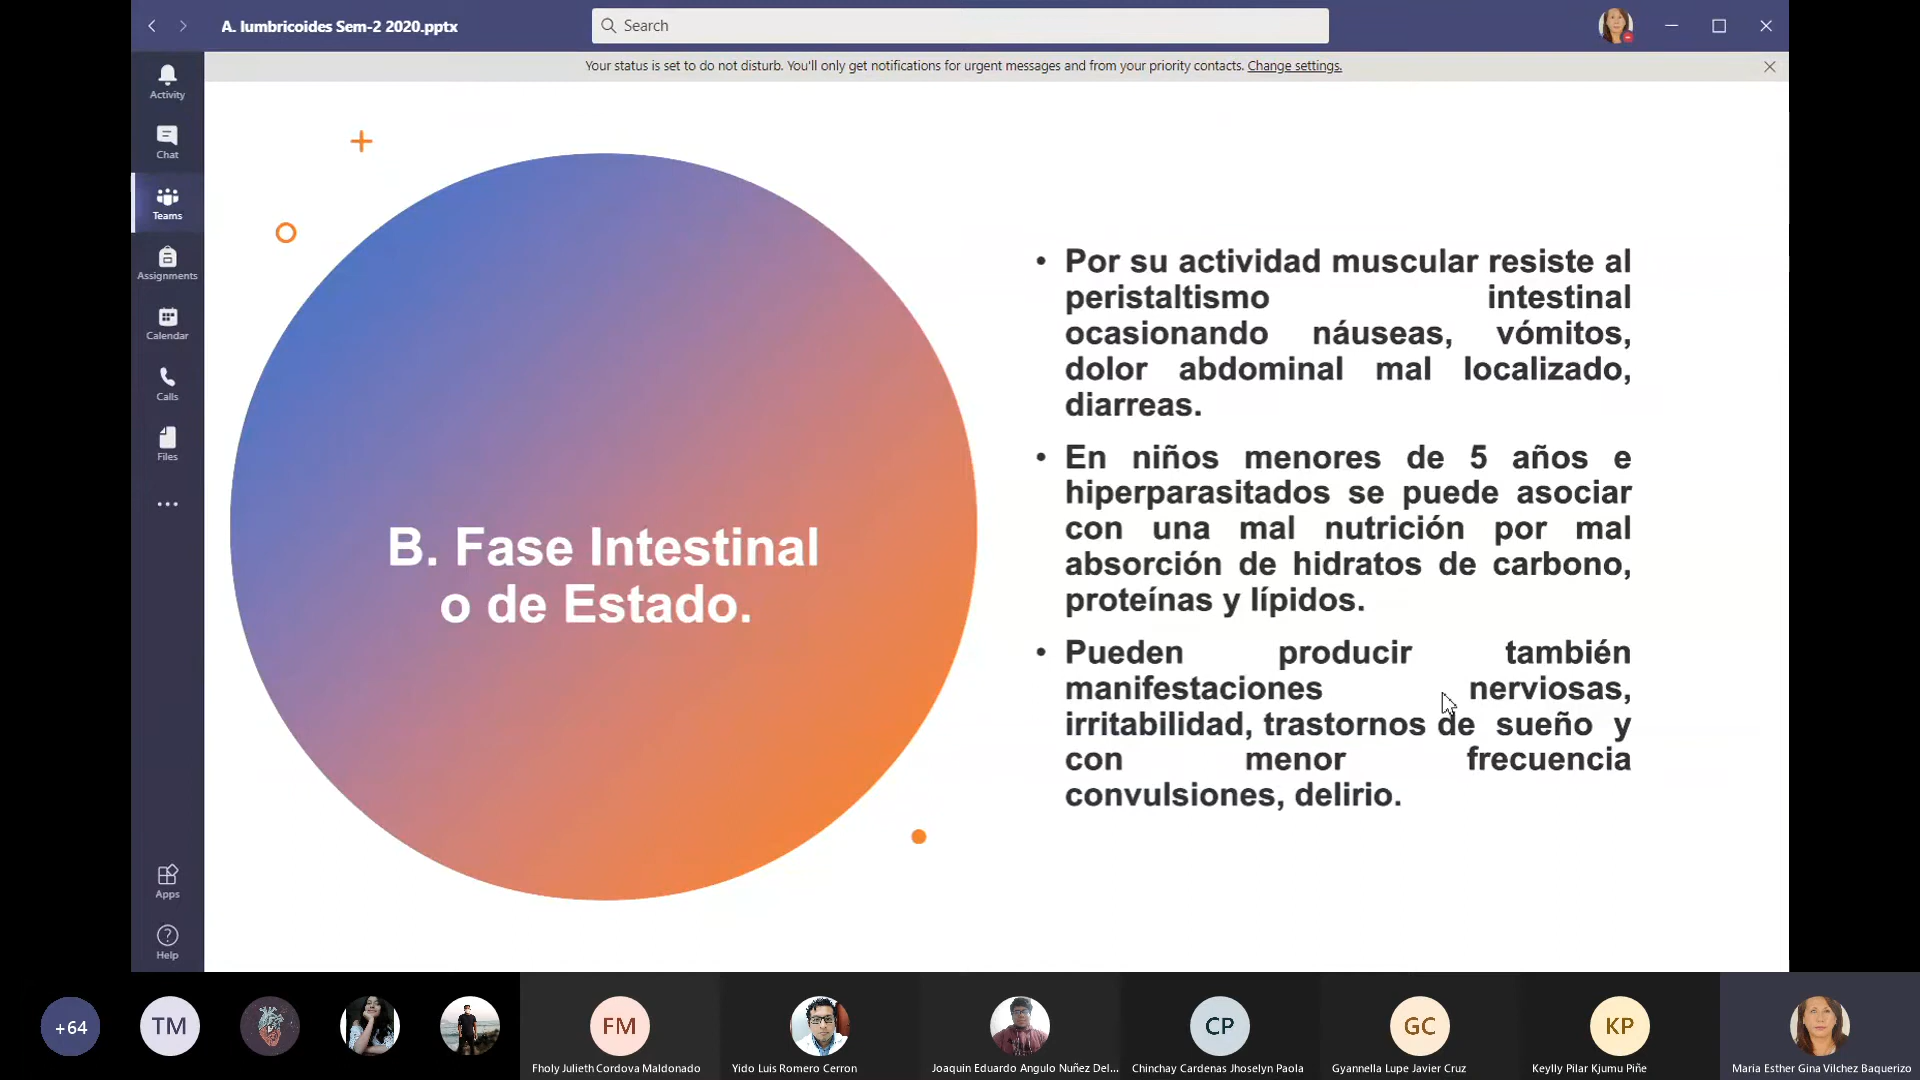 A. lumbricoides Sem-2 2020.pptx
Search
Your status is set to do not disturb. You'll only get notifications for urgent messages and from your priority contacts. Change settings.
Activity
Chat
Teams
Assignments
Calendar
Calls
Files
Apps
Help
B. Fase Intestinal
o de Estado.
• Por su actividad muscular resiste al
peristaltismo intestinal
ocasionando náuseas, vómitos,
dolor abdominal mal localizado,
diarreas.
• En niños menores de 5 años e
hiperparasitados se puede asociar
con una mal nutrición por mal
absorción de hidratos de carbono,
proteínas y lípidos.
• Pueden producir también
manifestaciones nerviosas,
irritabilidad, trastornos de sueño y
con menor frecuencia
convulsiones, delirio.
+64
TM
FM
CP
GC
KP
Fholy Julieth Cordova Maldonado
Yido Luis Romero Cerron
Joaquin Eduardo Angulo Nuñez Del...
Chinchay Cardenas Jhoselyn Paola
Gyannella Lupe Javier Cruz
Keylly Pilar Kjumu Piñe
Maria Esther Gina Vilchez Baquerizo